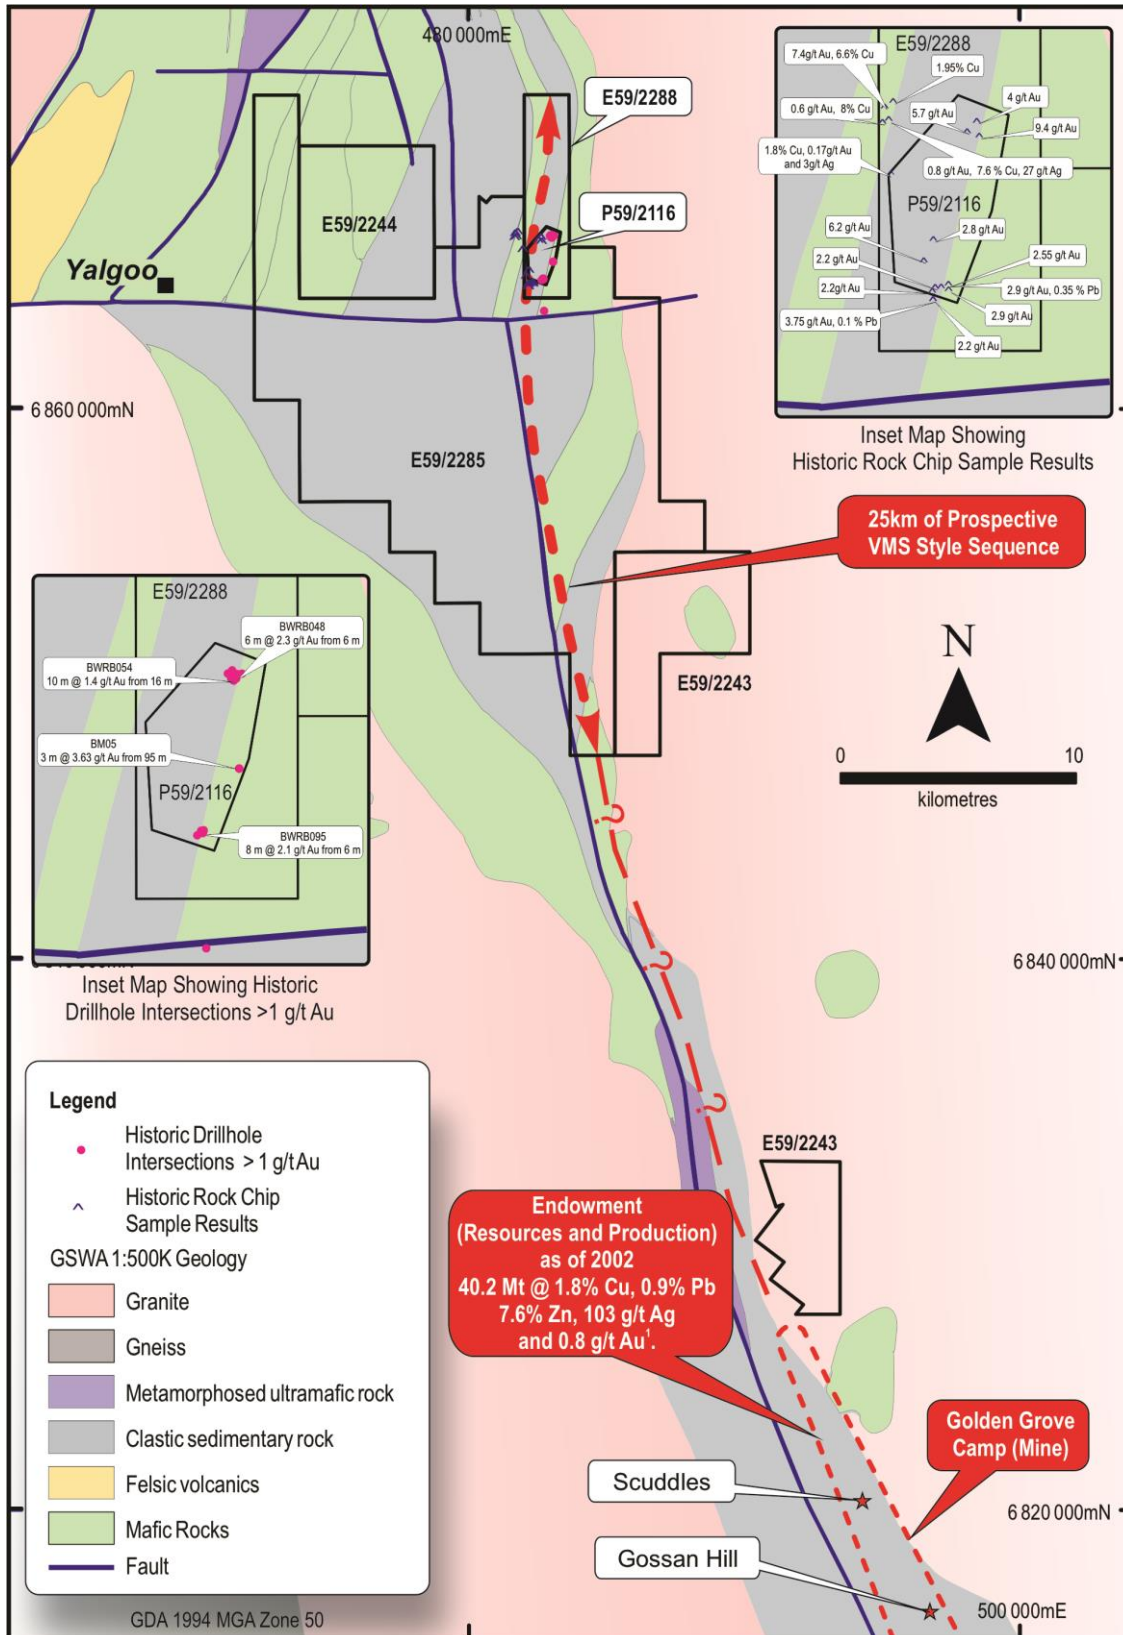 480 000mE
E59/2288
7.4g/t Au, 6.6% Cu
1.95% Cu
0.6 g/t Au, 8% Cu
5.7 g/t Au
4 g/t Au
9.4 g/t Au
1.8% Cu, 0.17g/t Au
and 3g/t Ag
0.8 g/t Au, 7.6 % Cu, 27 g/t Ag
P59/2116
6.2g/t Au
2.8 g/t Au
2.2 g/t Au
2.55 g/t Au
2.2g/t Au
2.9 g/t Au, 0.35 % Pb
3.75 g/t Au, 0.1 % Pb
2.9 g/t Au
2.2 g/t Au
Inset Map Showing
Historic Rock Chip Sample Results
E59/2288
P59/2116
E59/2244
Yalgoo
6 860 000mN
E59/2285
25km of Prospective
VMS Style Sequence
E59/2243
N
0 10
kilometres
E59/2288
BWRB048
6 m @ 2.3 g/t Au from 6 m
BWRB054
10 m @ 1.4 g/t Au from 16 m
BM05
3 m @ 3.63 g/t Au from 95 m
P59/2116
BWRB095
8 m @ 2.1 g/t Au from 6 m
Inset Map Showing Historic
Drillhole Intersections >1 g/t Au
?
?
?
6 840 000mN
E59/2243
Endowment
(Resources and Production)
as of 2002
40.2 Mt @ 1.8% Cu, 0.9% Pb
7.6% Zn, 103 g/t Ag
and 0.8 g/t Au¹.
Golden Grove
Camp (Mine)
Scuddles
6 820 000mN
Gossan Hill
500 000mE
Legend
Historic Drillhole
Intersections > 1 g/t Au
Historic Rock Chip
Sample Results
GSWA 1:500K Geology
Granite
Gneiss
Metamorphosed ultramafic rock
Clastic sedimentary rock
Felsic volcanics
Mafic Rocks
Fault
GDA 1994 MGA Zone 50